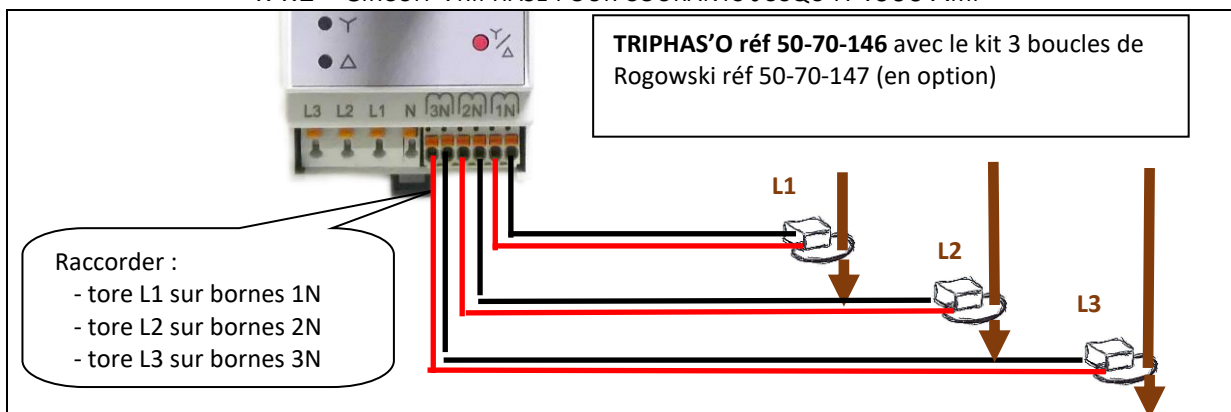 TRIPHAS'O réf 50-70-146 avec le kit 3 boucles de
Rogowski réf 50-70-147 (en option)
L3 L2 L1 N 3N 2N 1N
L1
L2
L3
Raccorder :
- tore L1 sur bornes 1N
- tore L2 sur bornes 2N
- tore L3 sur bornes 3N